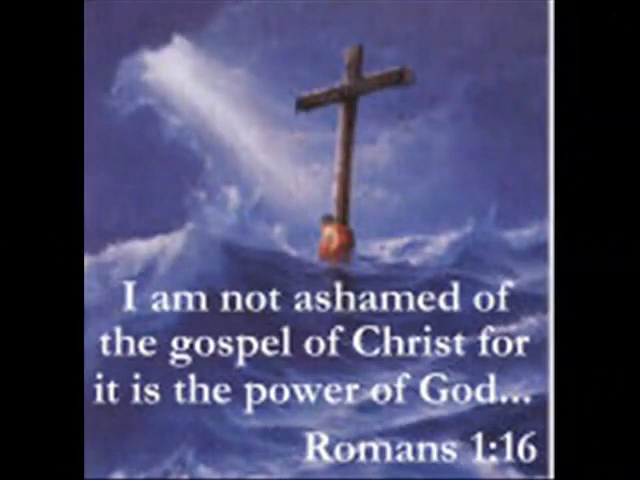 I am not ashamed of
the gospel of Christ for
it is the power of God...
Romans 1:16